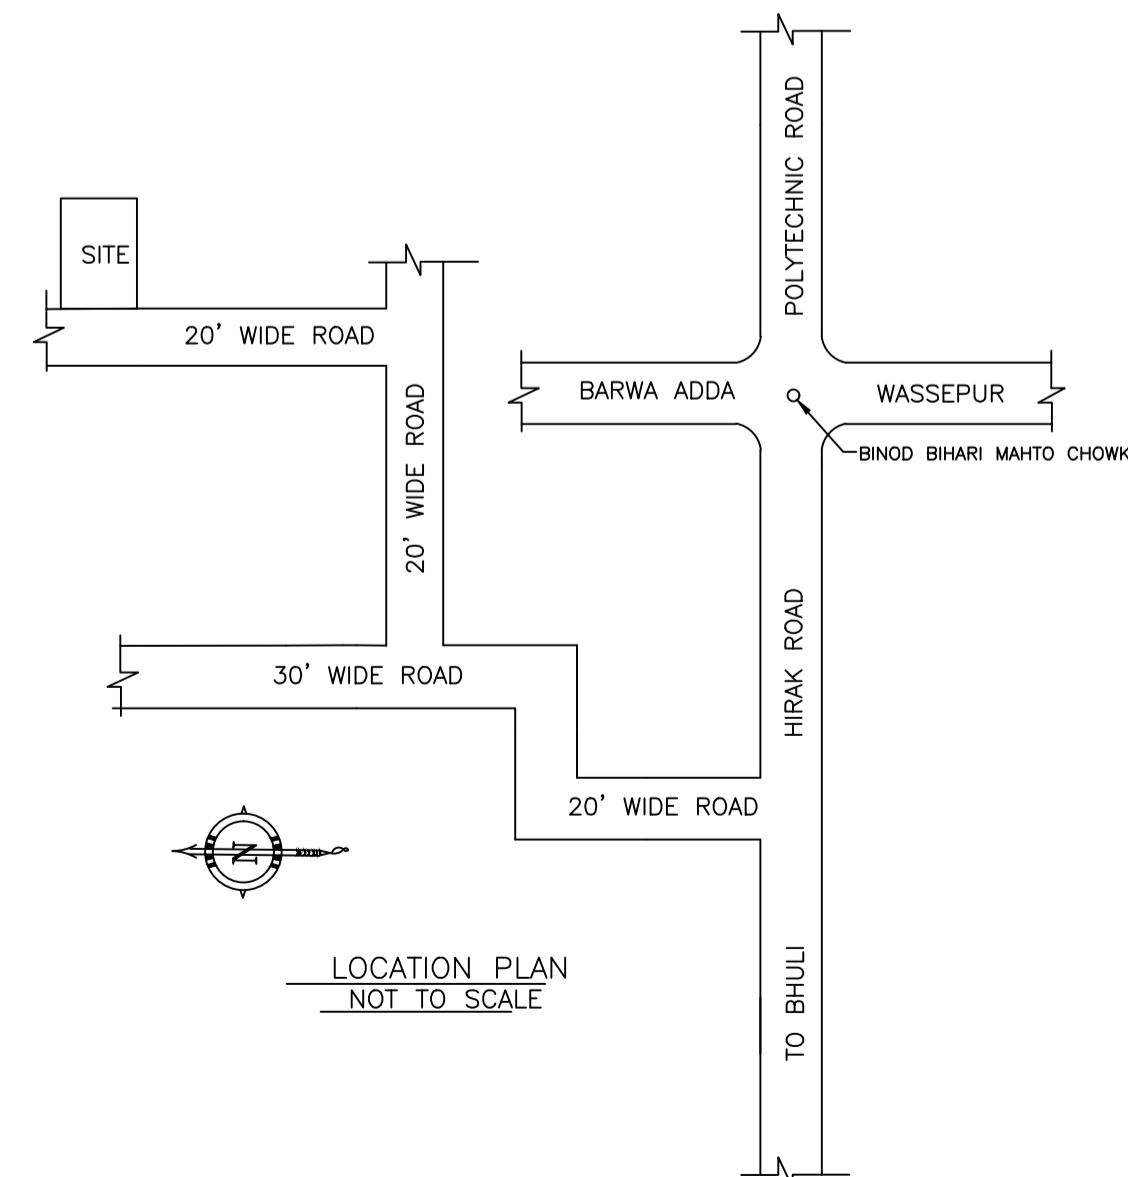 POLYTECHNIC ROAD
SITE
20' WIDE ROAD
BARWA ADDA
WASSEPUR
20' WIDE ROAD
BINOD BIHARI MAHTO CHOWK
HIRAK ROAD
30' WIDE ROAD
20' WIDE ROAD
N
LOCATION PLAN
NOT TO SCALE
TO BHULI